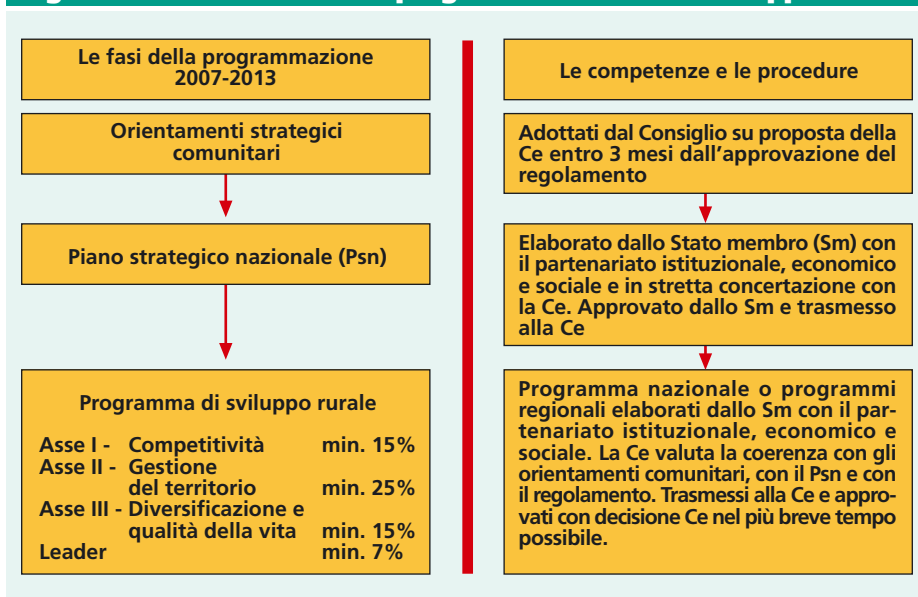 Le fasi della programmazione
2007-2013
Orientamenti strategici
comunitari
Piano strategico nazionale (Psn)
Programma di sviluppo rurale
Asse I - Competitività min. 15%
Asse II - Gestione
del territorio min. 25%
Asse III - Diversificazione e
qualità della vita min. 15%
Leader min. 7%
Le competenze e le procedure
Adottati dal Consiglio su proposta della
Ce entro 3 mesi dall'approvazione del
regolamento
Elaborato dallo Stato membro (Sm) con
il partenariato istituzionale, economico
e sociale e in stretta concertazione con
la Ce. Approvato dallo Sm e trasmesso
alla Ce
Programma nazionale o programmi
regionali elaborati dallo Sm con il par-
tenariato istituzionale, economico e
sociale. La Ce valuta la coerenza con gli
orientamenti comunitari, con il Psn e con
il regolamento. Trasmessi alla Ce e appro-
vati con decisione Ce nel più breve tempo
possibile.